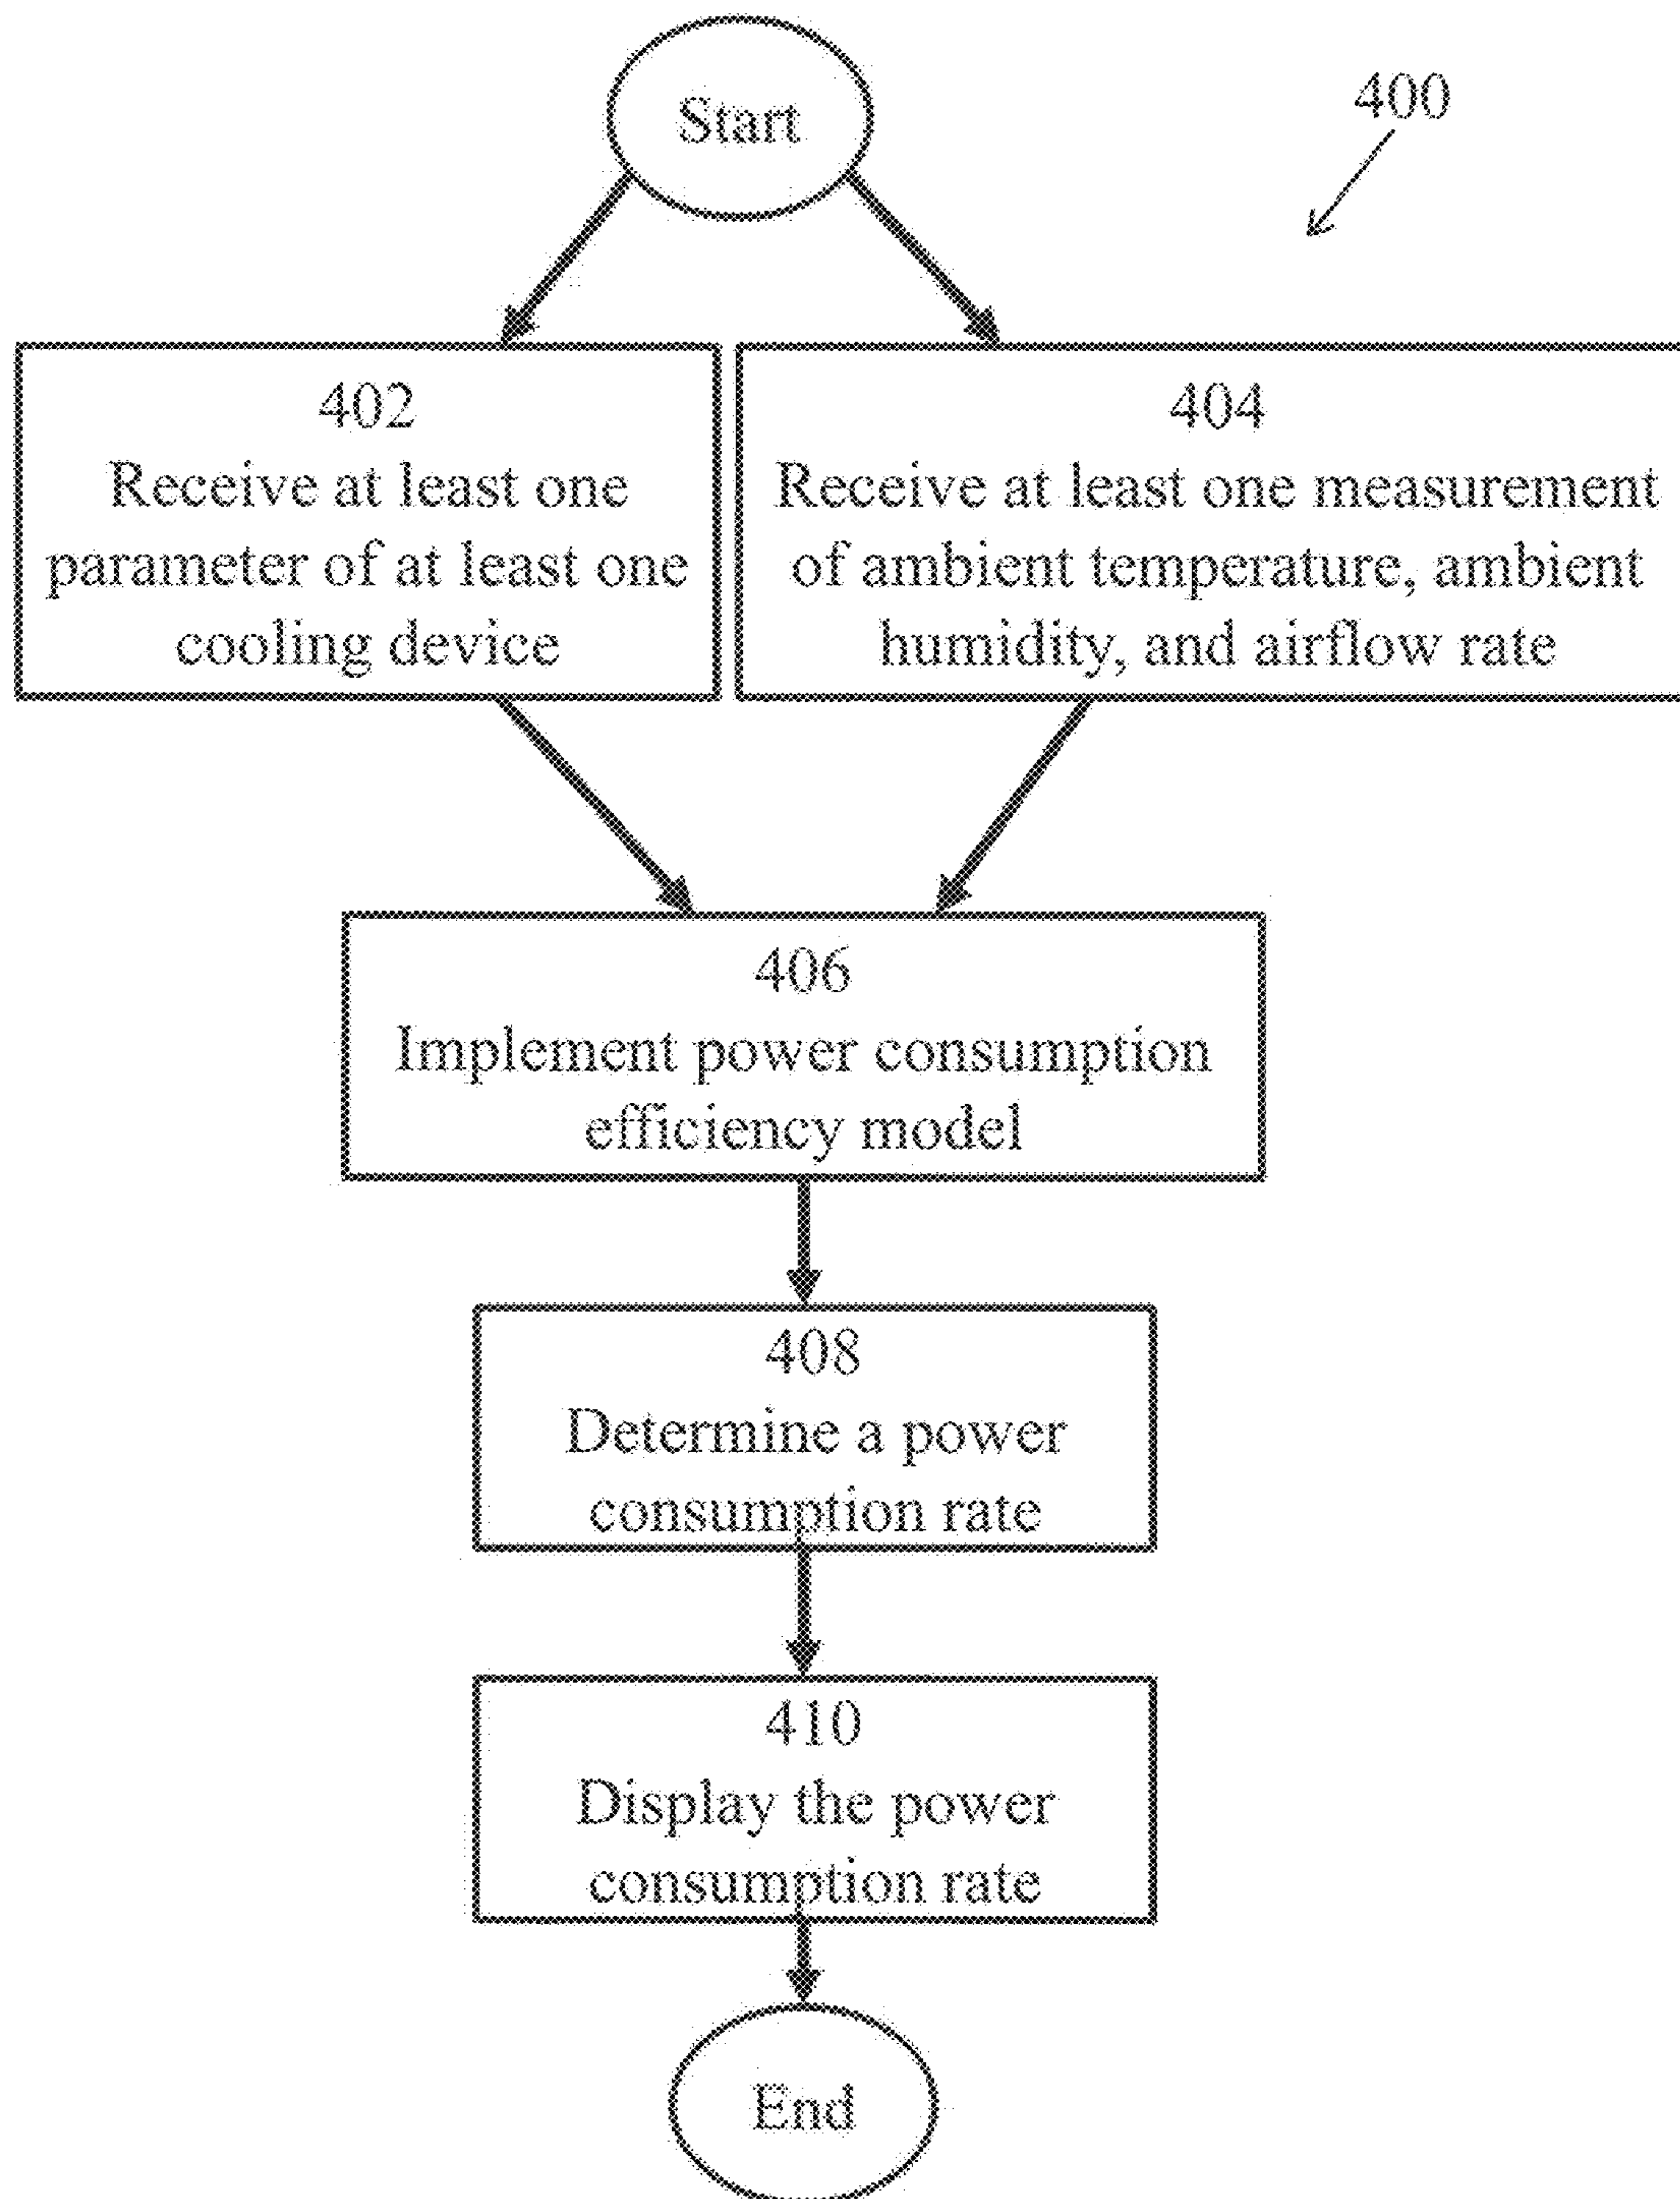 Start
400
402
Receive at least one
parameter of at least one
cooling device
404
Receive at least one measurement
of ambient temperature, ambient
humidity, and airflow rate
406
Implement power consumption
efficiency model
408
Determine a power
consumption rate
410
Display the power
consumption rate
End